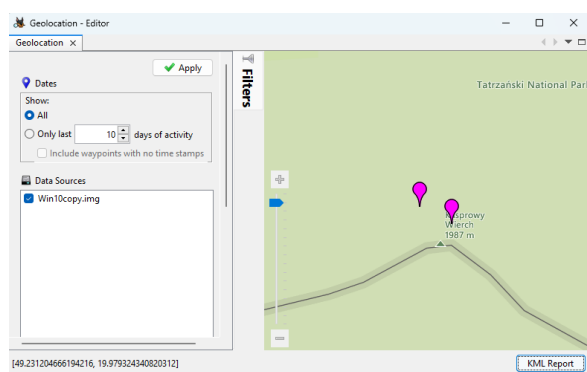 Geolocation - Editor
Geolocation
Apply
Filters
Dates
Show:
All
Only last 10 days of activity
Include waypoints with no time stamps
Data Sources
Win10copy.img
Tatrzański National Par
Kasprowy
Wierch
1987 m
[49.231204666194216, 19.979324340820312]
KML Report